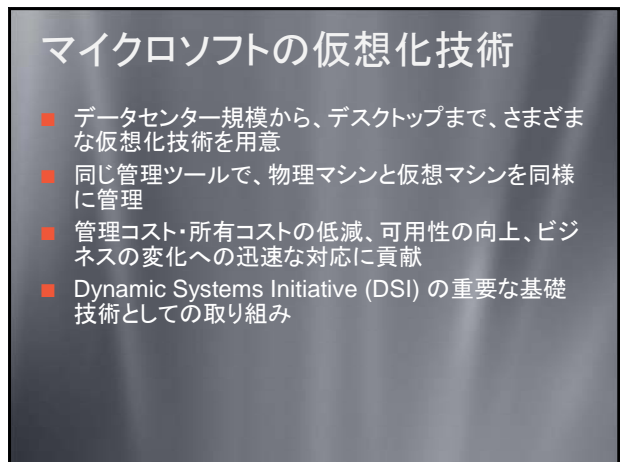 マイクロソフトの仮想化技術
データセンター規模から、デスクトップまで、さまざま
な仮想化技術を用意
同じ管理ツールで、物理マシンと仮想マシンを同様
に管理
管理コスト・所有コストの低減、可用性の向上、ビジ
ネスの変化への迅速な対応に貢献
Dynamic Systems Initiative (DSI) の重要な基礎
技術としての取り組み